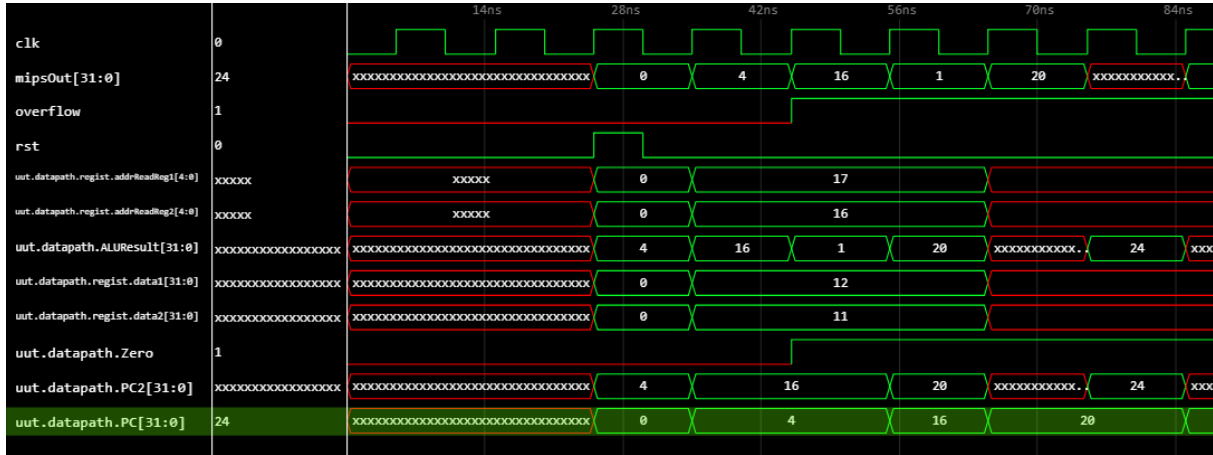 14ns 28ns 42ns 56ns 70ns 84ns
clk 0
mipsOut[31:0] 24 xxxxxxxxxxxxxxxxxxxxxxxxxxxxxxxx 0 4 16 1 20 xxxxxxxxxxx..
overflow 1
rst 0
uut.datapath.regist.addrReadReg1[4:0] xxxxx xxxxx 0 17
uut.datapath.regist.addrReadReg2[4:0] xxxxx xxxxx 0 16
uut.datapath.ALUResult[31:0] xxxxxxxxxxxxxxxxx xxxxxxxxxxxxxxxxxxxxxxxxxxxxxxxx 4 16 1 20 xxxxxxxxxxx.. 24 xxx
uut.datapath.regist.data1[31:0] xxxxxxxxxxxxxxxxx xxxxxxxxxxxxxxxxxxxxxxxxxxxxxxxx 0 12
uut.datapath.regist.data2[31:0] xxxxxxxxxxxxxxxxx xxxxxxxxxxxxxxxxxxxxxxxxxxxxxxxx 0 11
uut.datapath.Zero 1
uut.datapath.PC2[31:0] xxxxxxxxxxxxxxxxx xxxxxxxxxxxxxxxxxxxxxxxxxxxxxxxx 4 16 20 xxxxxxxxxxx.. 24 xxx
uut.datapath.PC[31:0] 24 xxxxxxxxxxxxxxxxxxxxxxxxxxxxxxxx 0 4 16 20